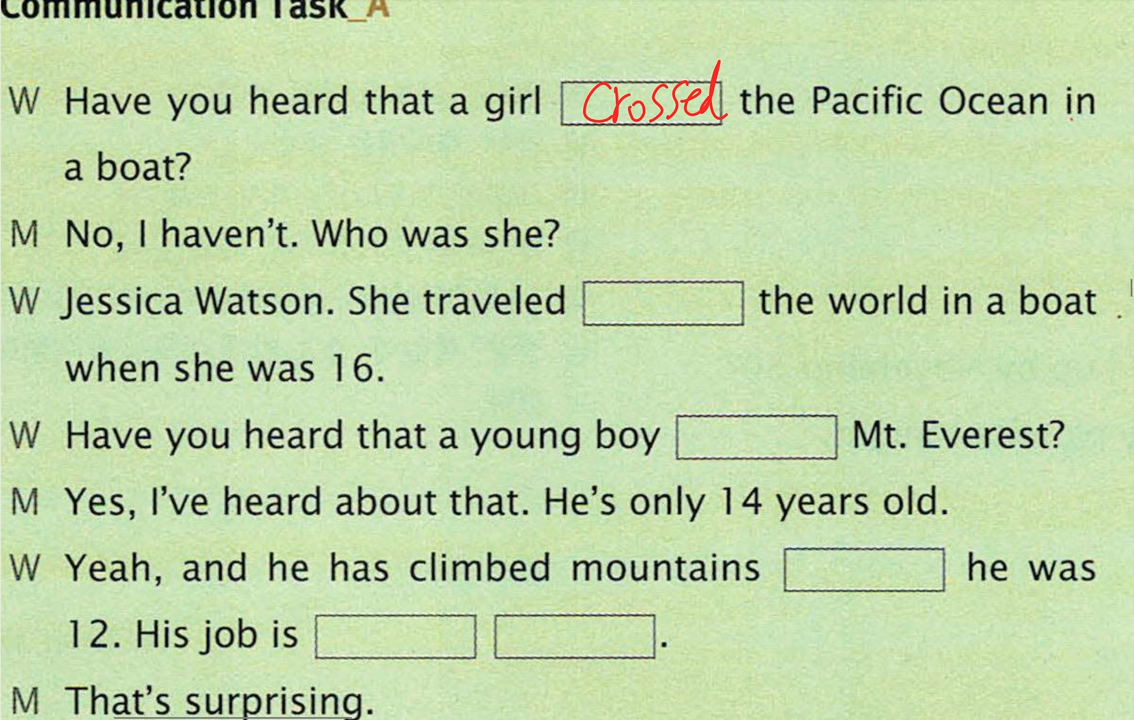 Communication Task_A
W Have you heard that a girl Crossed the Pacific Ocean in
a boat?
M No, I haven't. Who was she?
W Jessica Watson. She traveled the world in a boat
when she was 16.
W Have you heard that a young boy Mt. Everest?
M Yes, I've heard about that. He's only 14 years old.
W Yeah, and he has climbed mountains he was
12. His job is .
M That's surprising.